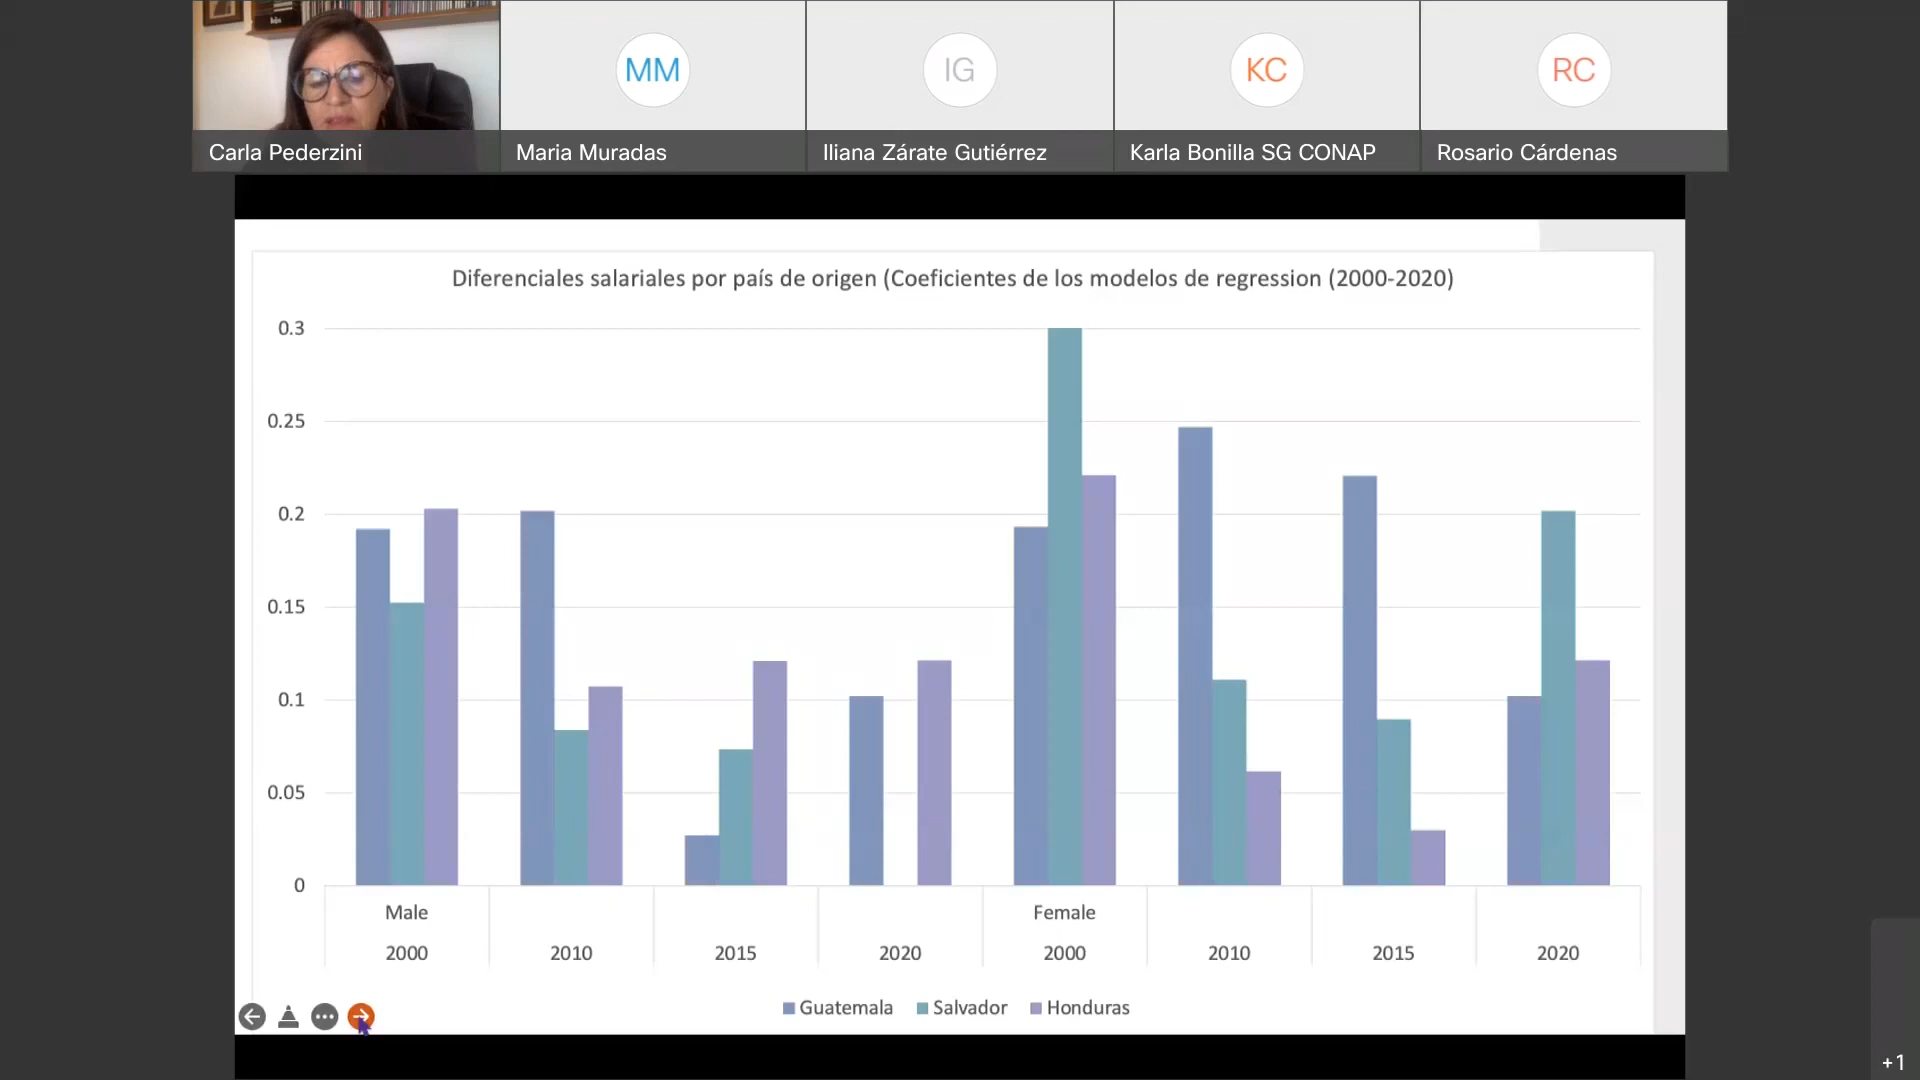 MM
IG
KC
RC
Carla Pederzini
Maria Muradas
Iliana Zárate Gutiérrez
Karla Bonilla SG CONAP
Rosario Cárdenas
Diferenciales salariales por país de origen (Coeficientes de los modelos de regression (2000-2020)
0.3
0.25
0.2
0.15
0.1
0.05
0
Male
Female
2000
2010
2015
2020
2000
2010
2015
2020
Guatemala
Salvador
Honduras
+1